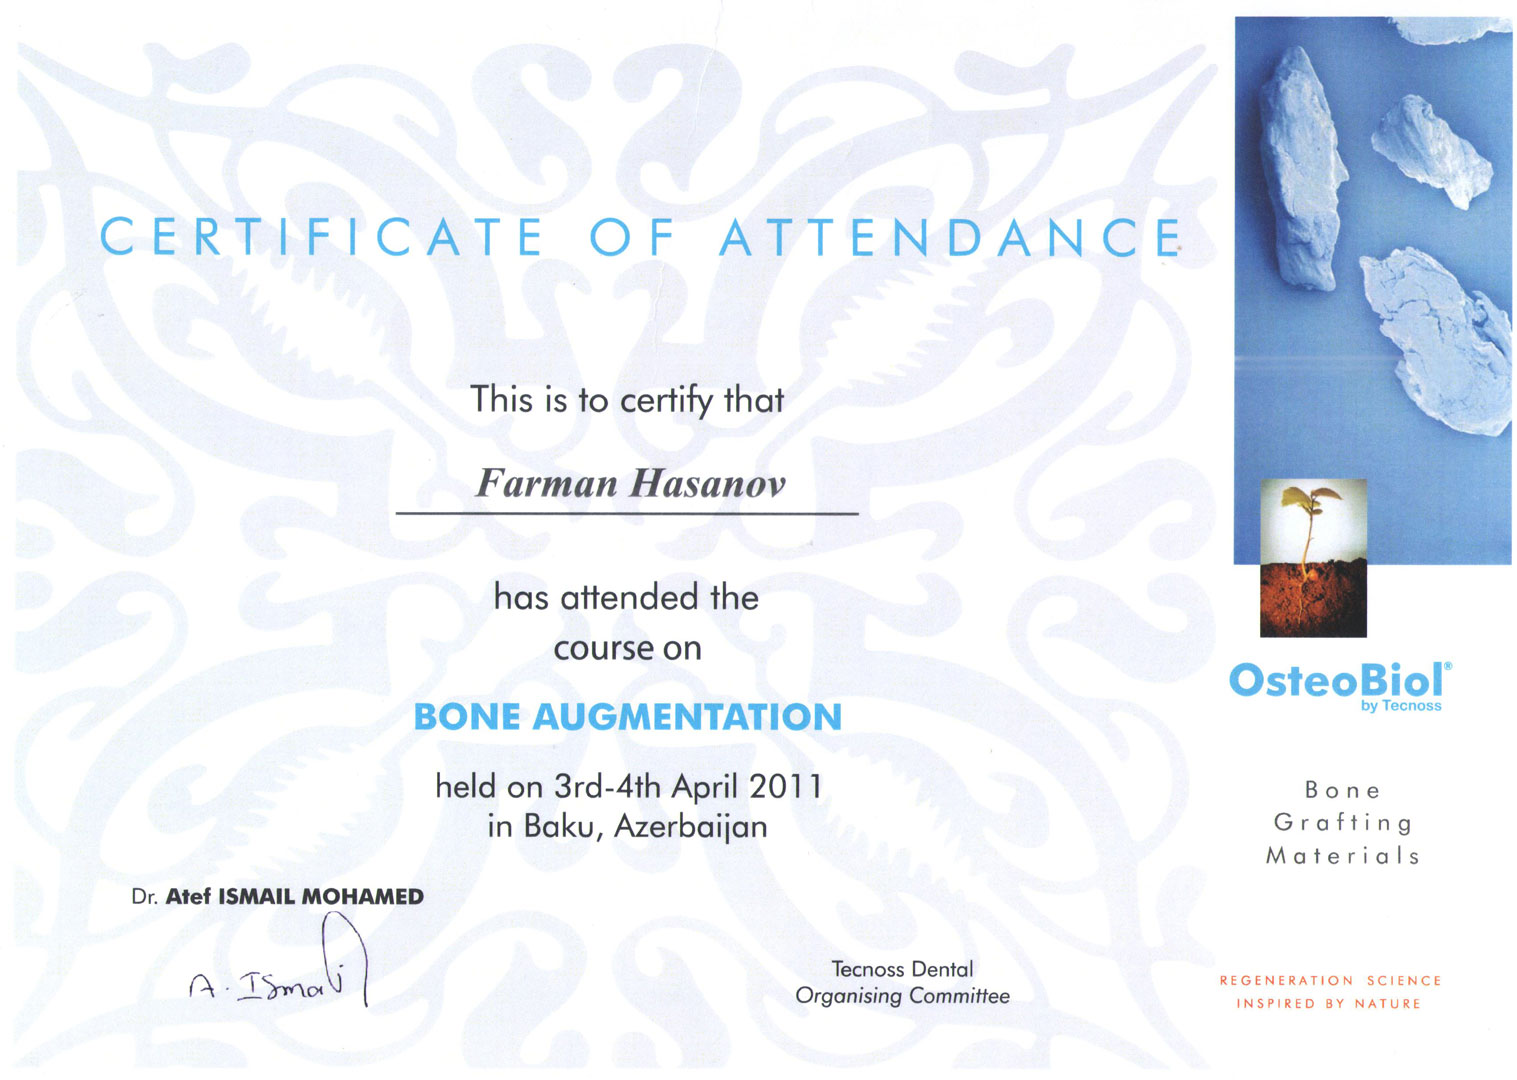 CERTIFICATE OF ATTENDANCE
This is to certify that
Farman Hasanov
has attended the
course on
BONE AUGMENTATION
held on 3rd-4th April 2011
in Baku, Azerbaijan
Dr. Atef ISMAIL MOHAMED
A. Ismail
Tecnoss Dental
Organising Committee
OsteoBiol®
by Tecnoss
Bone
Grafting
Materials
REGENERATION SCIENCE
INSPIRED BY NATURE